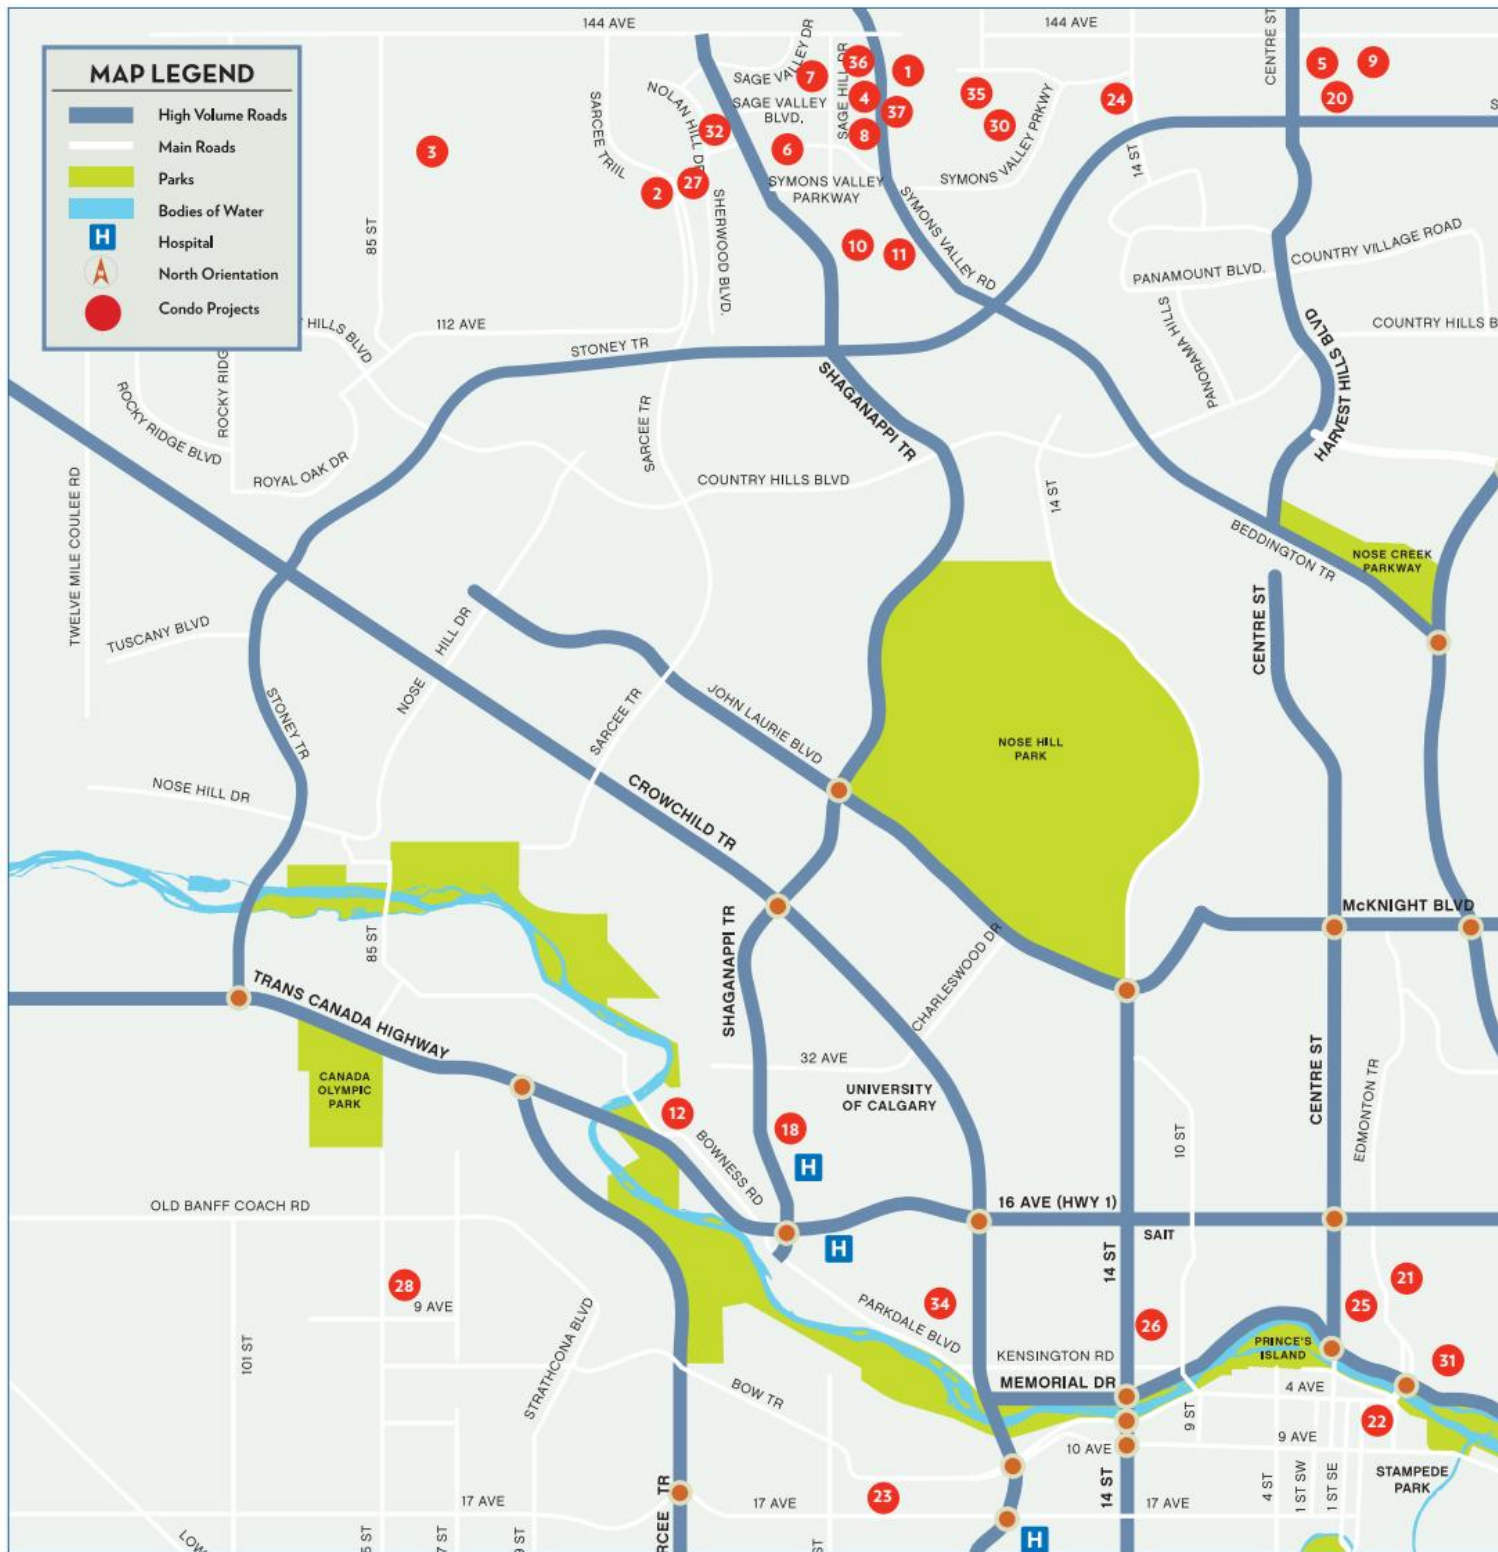 144 AVE
144 AVE
CENTRE ST
MAP LEGEND
High Volume Roads
Main Roads
Parks
Bodies of Water
H
Hospital
N
North Orientation
Condo Projects
SAGE VALLEY DR
SAGE HILL DR
36
7
1
5
9
4
35
24
20
SAGE VALLEY
BLVD.
37
30
NOLAN HILL DR
SARCEE TRIIL
32
8
6
3
SYMONS VALLEY PRKWY
14 ST
2
27
SYMONS VALLEY
PARKWAY
SHERWOOD BLVD.
85 ST
10
11
SYMONS VALLEY RD
COUNTRY VILLAGE ROAD
PANAMOUNT BLVD.
PANORAMA HILLS
HARVEST HILLS BLVD
COUNTRY HILLS B
HILLS BLVD
112 AVE
STONEY TR
SHAGANAPPI TR
ROCKY RIDG
ROCKY RIDGE BLVD
ROYAL OAK DR
SARCEE TR
COUNTRY HILLS BLVD
14 ST
TWELVE MILE COULEE RD
BEDDINGTON TR
NOSE CREEK
PARKWAY
CENTRE ST
TUSCANY BLVD
NOSE HILL DR
STONEY TR
SARCEE TR
JOHN LAURIE BLVD
NOSE HILL
PARK
NOSE HILL DR
CROWCHILD TR
McKNIGHT BLVD
85 ST
SHAGANAPPI TR
CHARLESWOOD DR
TRANS CANADA HIGHWAY
32 AVE
CANADA
OLYMPIC
PARK
UNIVERSITY
OF CALGARY
CENTRE ST
EDMONTON TR
12
18
BOWNESS RD
10 ST
H
OLD BANFF COACH RD
16 AVE (HWY 1)
SAIT
H
14 ST
28
9 AVE
34
21
25
26
PARKDALE BLVD
STRATHCONA BLVD
101 ST
KENSINGTON RD
PRINCE'S
ISLAND
31
MEMORIAL DR
4 AVE
BOW TR
9 ST
22
10 AVE
9 AVE
14 ST
4 ST
1 ST SW
1 ST SE
STAMPEDE
PARK
23
17 AVE
17 AVE
17 AVE
RCEE TR
H
LOW
5 ST
7 ST
9 ST
ST